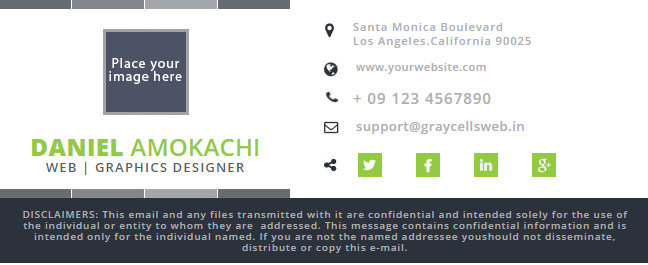 Place your
image here
DANIEL AMOKACHI
WEB | GRAPHICS DESIGNER
Santa Monica Boulevard
Los Angeles.California 90025
www.yourwebsite.com
+ 09 123 4567890
support@graycellsweb.in
f
in
g+
DISCLAIMERS: This email and any files transmitted with it are confidential and intended solely for the use of
the individual or entity to whom they are addressed. This message contains confidential information and is
intended only for the individual named. If you are not the named addressee youshould not disseminate,
distribute or copy this e-mail.